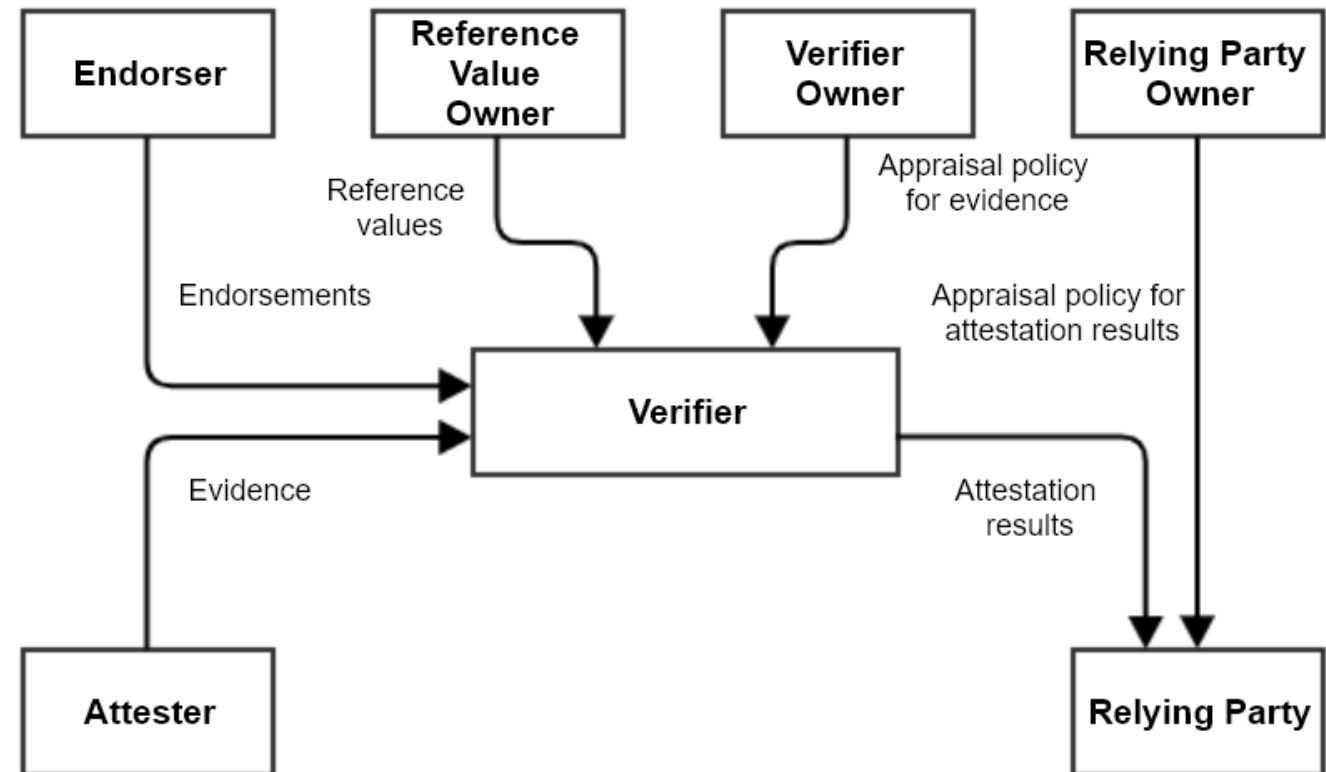 Endorser
Reference
Value
Owner
Verifier
Owner
Relying Party
Owner
Reference
values
Appraisal policy
for evidence
Endorsements
Appraisal policy for
attestation results
Verifier
Evidence
Attestation
results
Attester
Relying Party